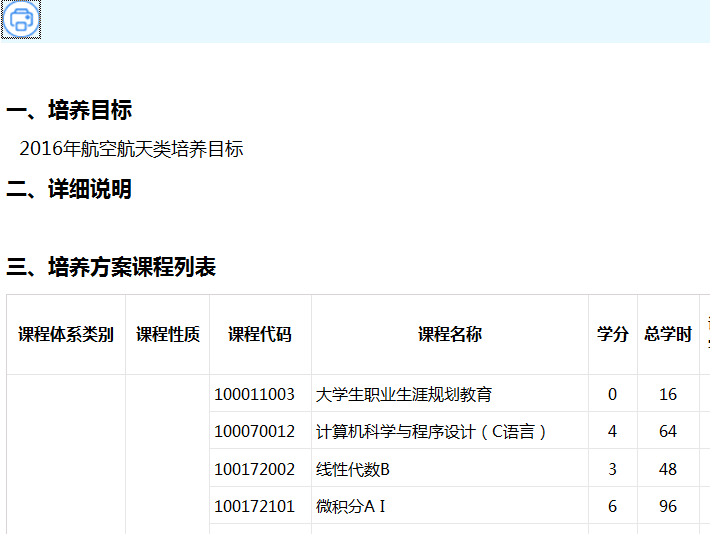 一、培养目标
2016年航空航天类培养目标
二、详细说明
三、培养方案课程列表
课程体系类别 课程性质 课程代码 课程名称 学分 总学时
100011003 大学生职业生涯规划教育 0 16
100070012 计算机科学与程序设计（C语言） 4 64
100172002 线性代数B 3 48
100172101 微积分AⅠ 6 96